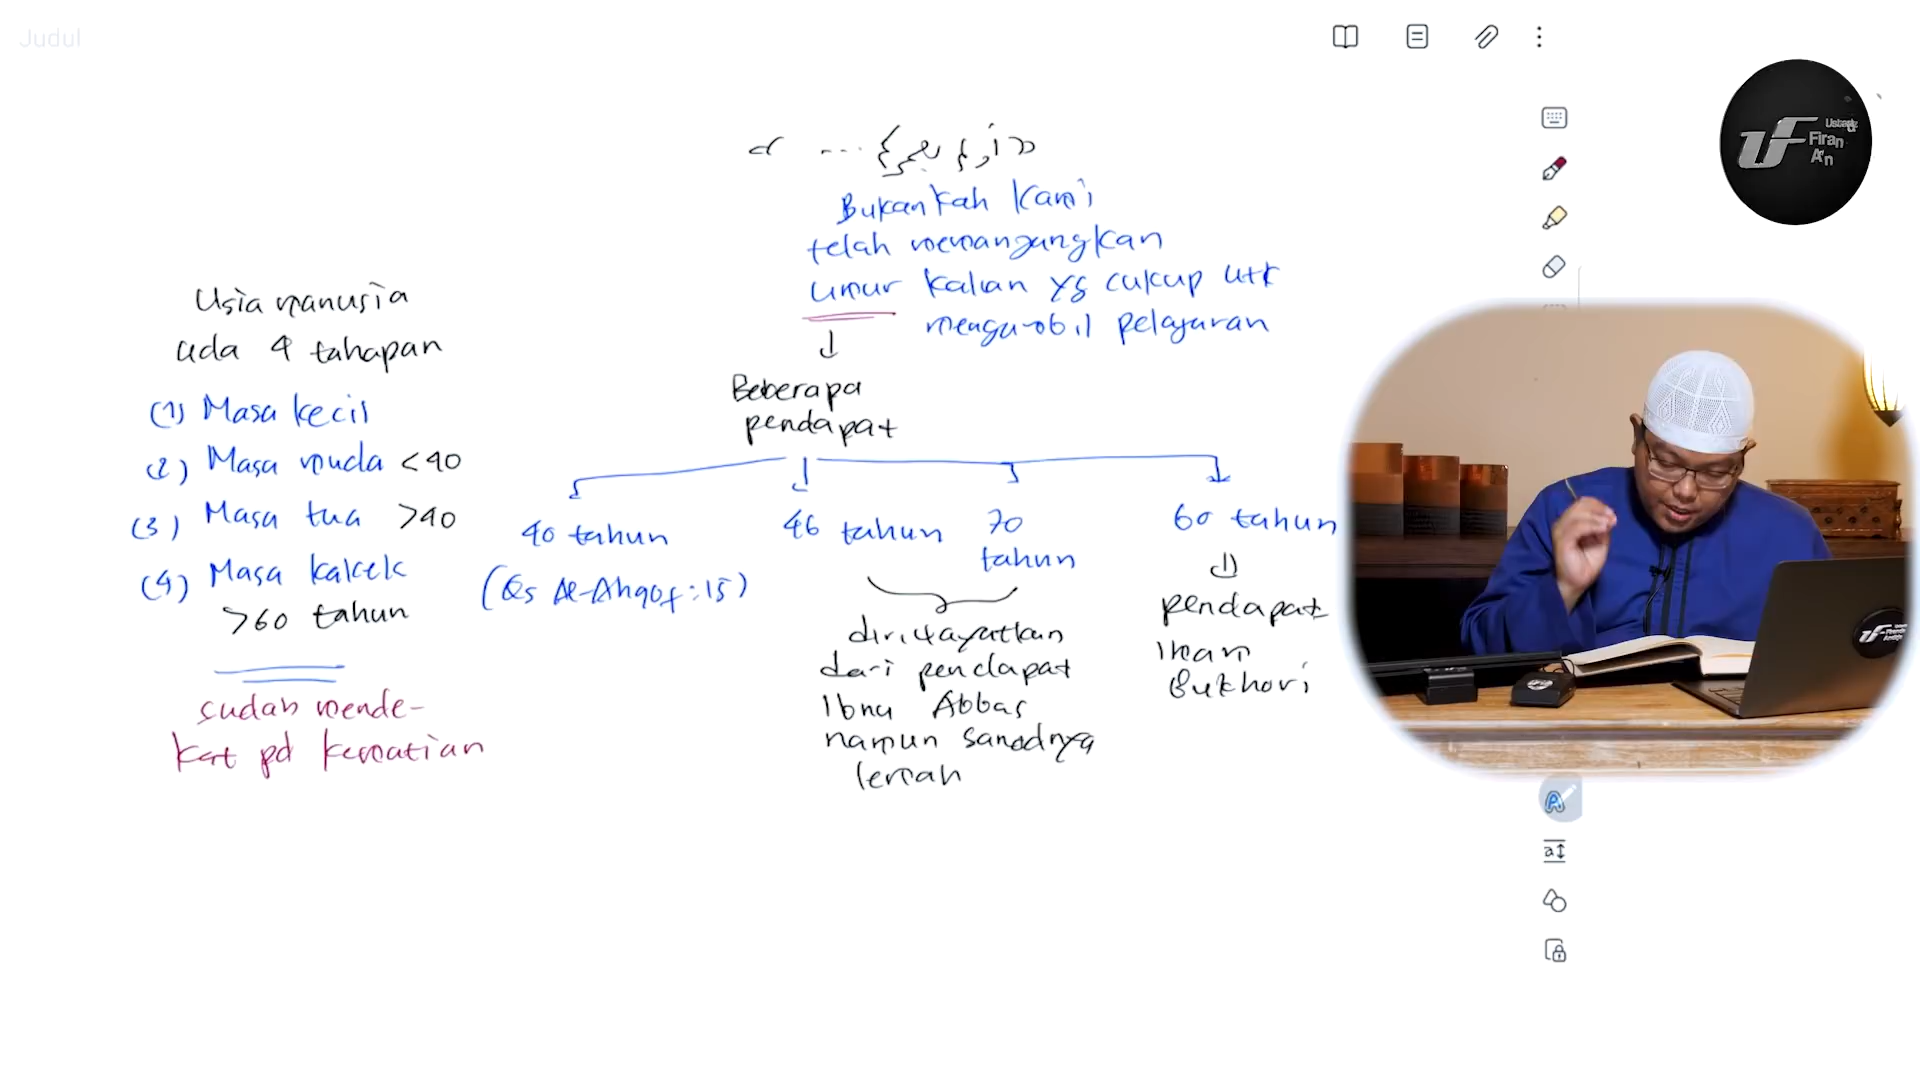 Judul
Bukankah Kami
telah memanjangkan
umur kalian yg cukup utk
mengambil pelajaran
Beberapa
pendapat
40 tahun
(Qs Al-Ahqof: 15)
46 tahun
70
tahun
diriwayatkan
dari pendapat
Ibnu Abbas
namun sanadnya
lemah
60 tahun
pendapat
Imam
Bukhori
Usia manusia
ada 4 tahapan
(1) Masa kecil
(2) Masa muda <40
(3) Masa tua >40
(4) Masa kakek
>60 tahun
sudah mende-
kat pd kematian
UF
Firan